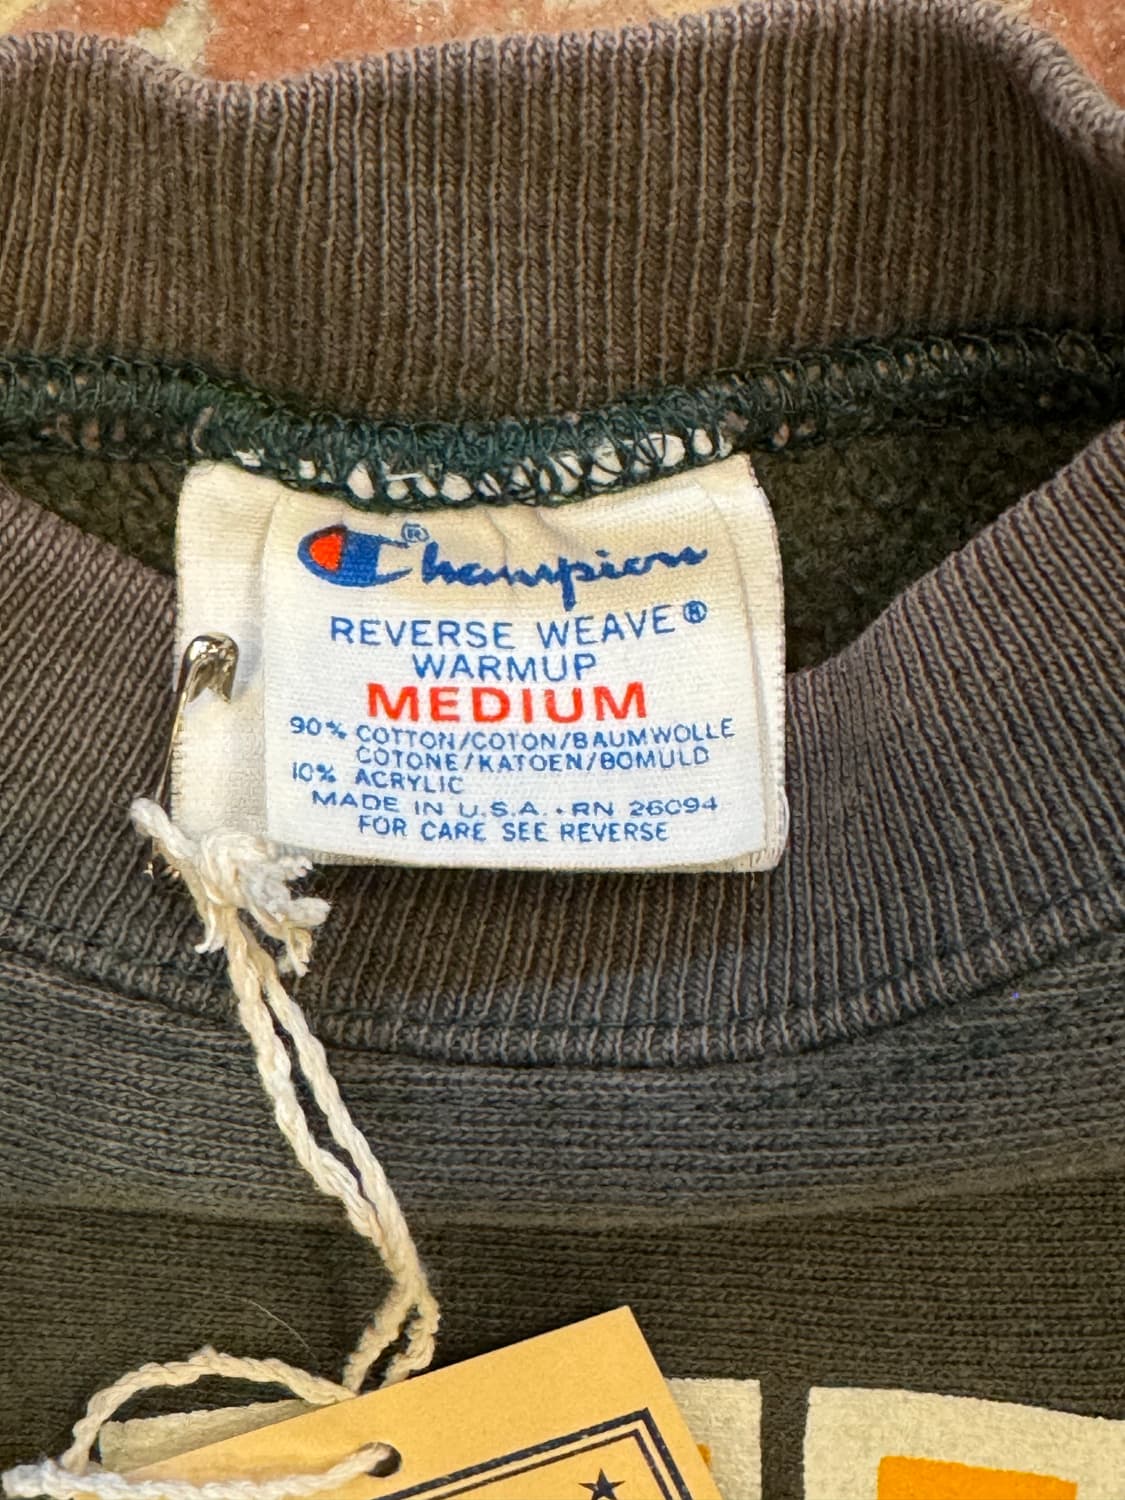 Champion®
REVERSE WEAVE®
WARMUP
MEDIUM
90% COTTON/COTON/BAUMWOLLE
COTONE/KATOEN/BOMULD
10% ACRYLIC
MADE IN U.S.A. • RN 26094
FOR CARE SEE REVERSE